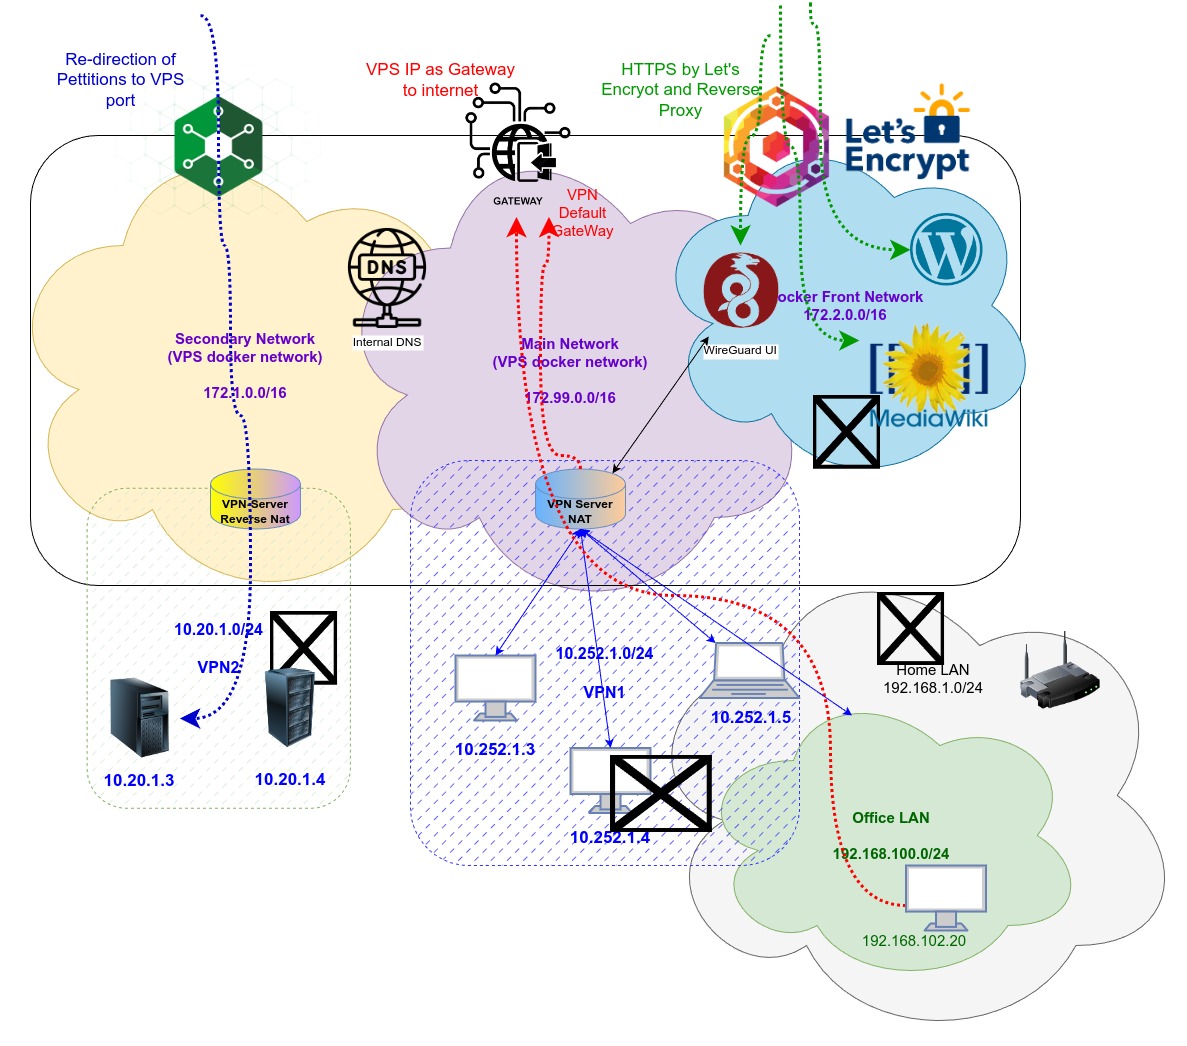 Re-direction of
Pettitions to VPS
port
VPS IP as Gateway
to internet
HTTPS by Let's
Encryot and Reverse
Proxy
Let's
Encrypt
GATEWAY
VPN
Default
GateWay
DNS
Internal DNS
Secondary Network
(VPS docker network)
172.1.0.0/16
Main Network
(VPS docker network)
172.99.0.0/16
ocker Front Network
172.2.0.0/16
WireGuard UI
W
[[ ]]
MediaWiki
VPN-Server
Reverse Nat
VPN Server
NAT
10.20.1.0/24
VPN2
10.20.1.3
10.20.1.4
10.252.1.0/24
VPN1
10.252.1.3
10.252.1.4
10.252.1.5
Home LAN
192.168.1.0/24
Office LAN
192.168.100.0/24
192.168.102.20